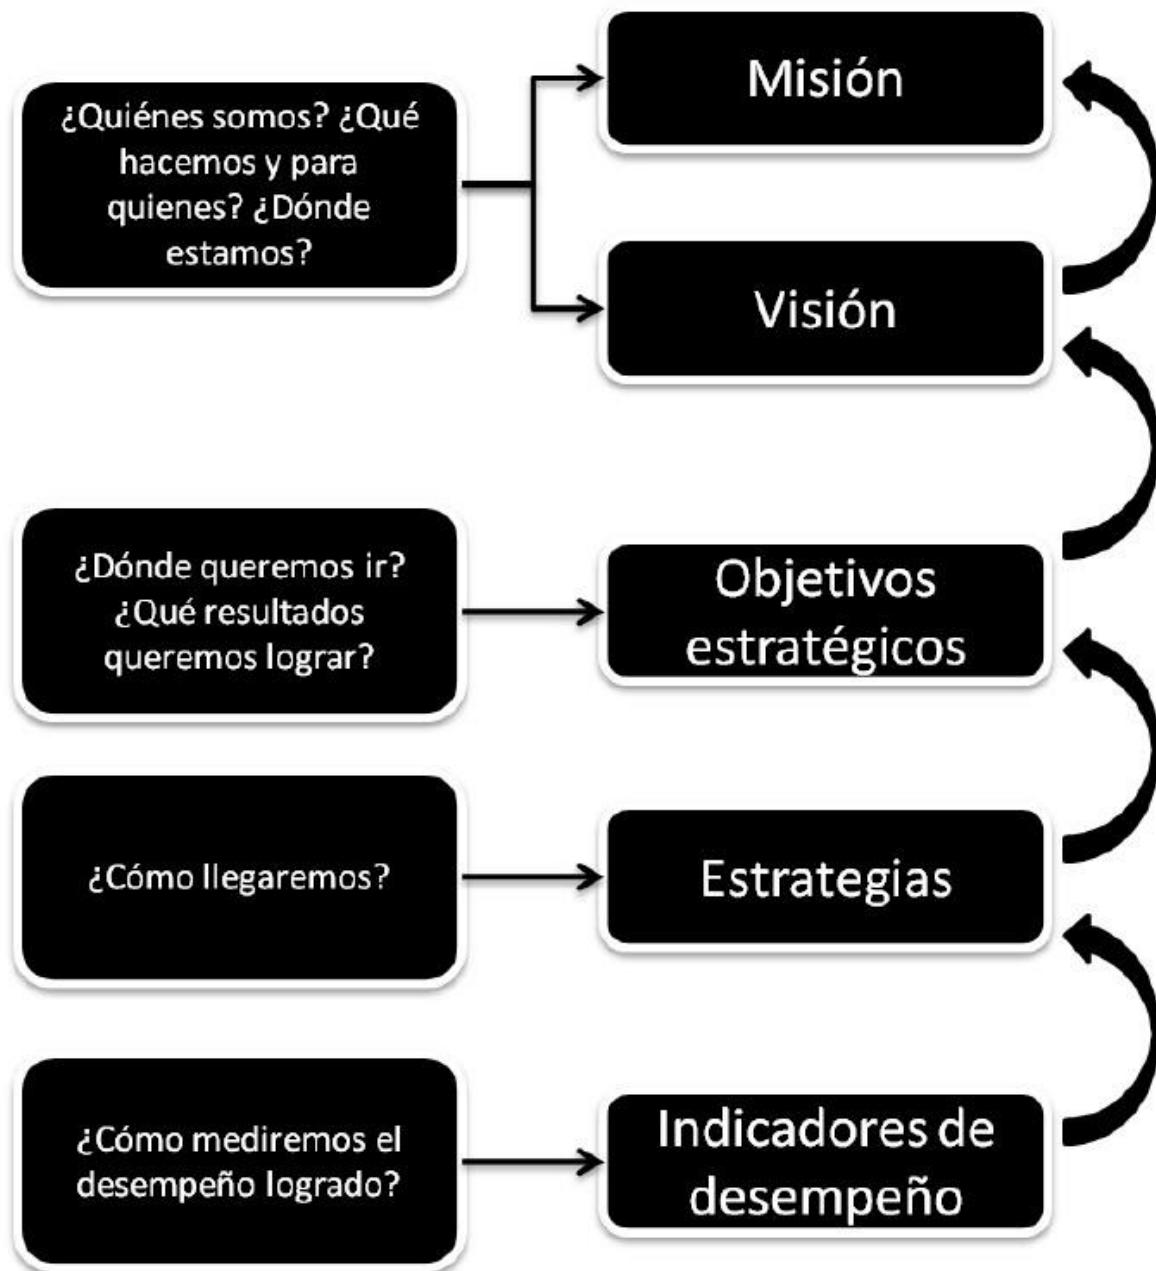 ¿Quiénes somos? ¿Qué
hacemos y para
quienes? ¿Dónde
estamos?
Misión
Visión
¿Dónde queremos ir?
¿Qué resultados
queremos lograr?
Objetivos
estratégicos
¿Cómo llegaremos?
Estrategias
¿Cómo mediremos el
desempeño logrado?
Indicadores de
desempeño